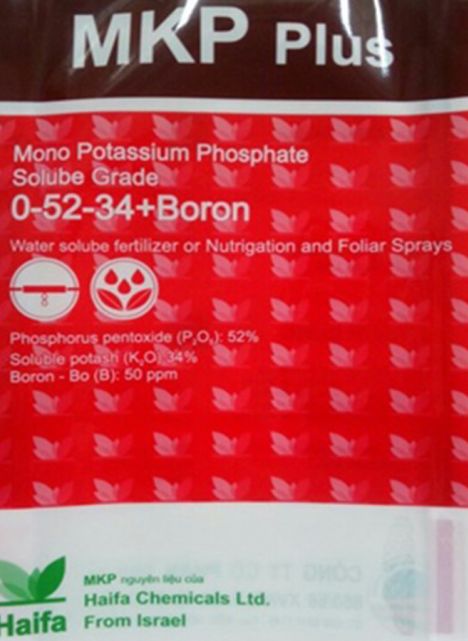 MKP Plus
Mono Potassium Phosphate
Solube Grade
0-52-34+Boron
Water solube fertilizer or Nutrigation and Foliar Sprays
Phosphorus pentoxide (P₂O₅): 52%
Soluble potash (K₂O) 34%
Boron - Bo (B): 50 ppm
MKP nguyên liệu của
Haifa Chemicals Ltd.
From Israel
Haifa